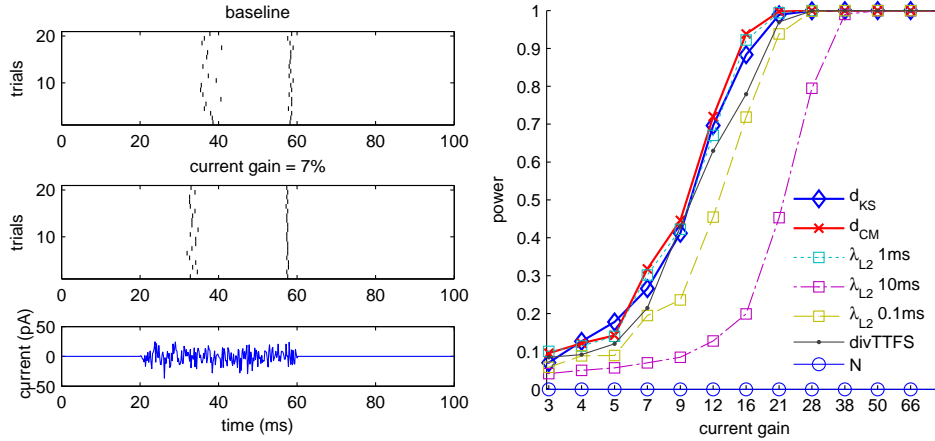 baseline
20
10
trials
0 20 40 60 80 100
current gain = 7%
20
10
trials
0 20 40 60 80 100
50
0
-50
current (pA)
0 20 40 60 80 100
time (ms)
1
0.9
0.8
0.7
0.6
0.5
0.4
0.3
0.2
0.1
0
power
3 4 5 7 9 12 16 21 28 38 50 66
current gain
d_KS
d_CM
λ_L2 1ms
λ_L2 10ms
λ_L2 0.1ms
divTTFS
N